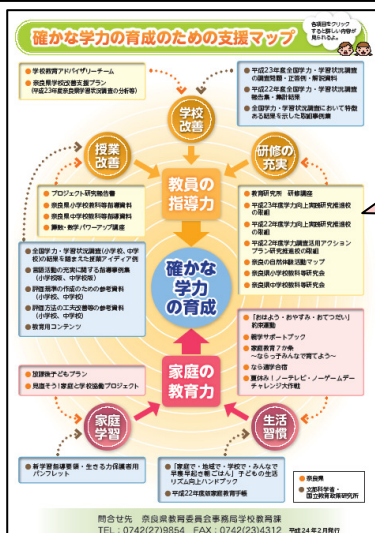 確かな学力の育成のための支援マップ
各項目をクリック
すると詳しい内容が
見られるよ。
● 学校教育アドバイザリーチーム
● 奈良県学校改善支援プラン
(平成23年度奈良県学習状況調査の分析等)
● 平成23年度全国学力・学習状況調査
の調査問題・正答例・解説資料
● 平成22年度全国学力・学習状況調査
報告集・集計結果
● 全国学力・学習状況調査において特徴
ある結果を示した取組事例集
学校
改善
授業
改善
研修の
充実
教員の
指導力
● プロジェクト研究報告書
● 奈良県小学校教科等指導資料
● 奈良県中学校教科等指導資料
● 算数・数学パワーアップ講座
● 教育研究所 研修講座
● 平成23年度学力向上実践研究推進校
の取組
● 平成22年度学力向上実践研究推進校
の取組
● 平成22年度学力調査活用アクション
プラン研究推進校の取組
● 奈良の自然体験活動マップ
● 奈良県小学校教科等研究会
● 奈良県中学校教科等研究会
● 全国学力・学習状況調査(小学校、中学
校)の結果を踏まえた授業アイディア例
● 言語活動の充実に関する指導事例集
(小学校版、中学校版)
● 評価規準の作成のための参考資料
(小学校、中学校)
● 評価方法の工夫改善等の参考資料
(小学校、中学校)
● 教育用コンテンツ
確かな
学力
の育成
● 「おはよう・おやすみ・おてつだい」
約束運動
● 親学サポートブック
● 家庭教育7か条
~ならっ子みんなで育てよう~
● なら通学合宿
● 夏休み!ノーテレビ・ノーゲームデー
チャレンジ大作戦
● 放課後子どもプラン
● 見直そう!家庭と学校協働プロジェクト
家庭の
教育力
家庭
学習
生活
習慣
● 新学習指導要領・生きる力保護者用
パンフレット
● 「家庭で・地域で・学校で・みんなで
早寝早起き朝ごはん」子どもの生活
リズム向上ハンドブック
● 平成22年度版家庭教育手帳
● 奈良県
● 文部科学省・
国立教育政策研究所
問合せ先 奈良県教育委員会事務局学校教育課
TEL:0742(27)9854 FAX:0742(23)4312 平成24年2月発行